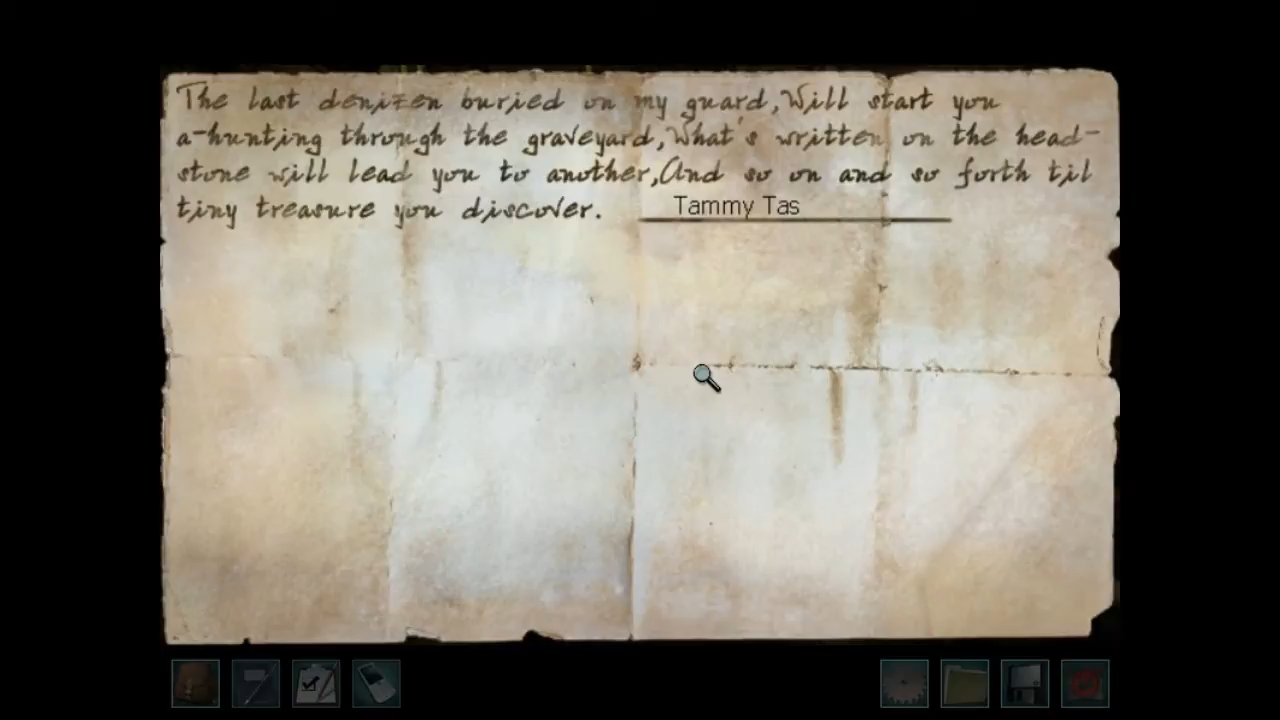 The last denizen buried on my guard, Will start you
a-hunting through the graveyard, What's written on the head-
stone will lead you to another, And so on and so forth til
tiny treasure you discover. Tammy Tas